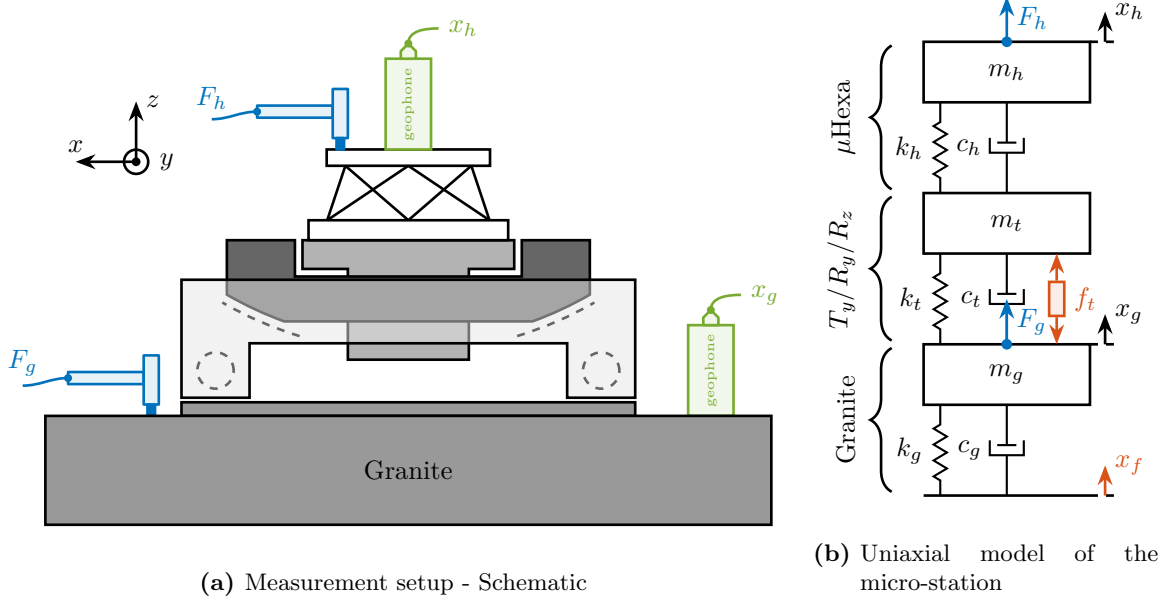 x_h
F_h
geophone
z
x
y
x_g
F_g
geophone
Granite
(a) Measurement setup - Schematic
F_h
x_h
m_h
μHexa
k_h
c_h
m_t
T_y/R_y/R_z
k_t
c_t
f_t
F_g
x_g
m_g
Granite
k_g
c_g
x_f
(b) Uniaxial model of the
micro-station